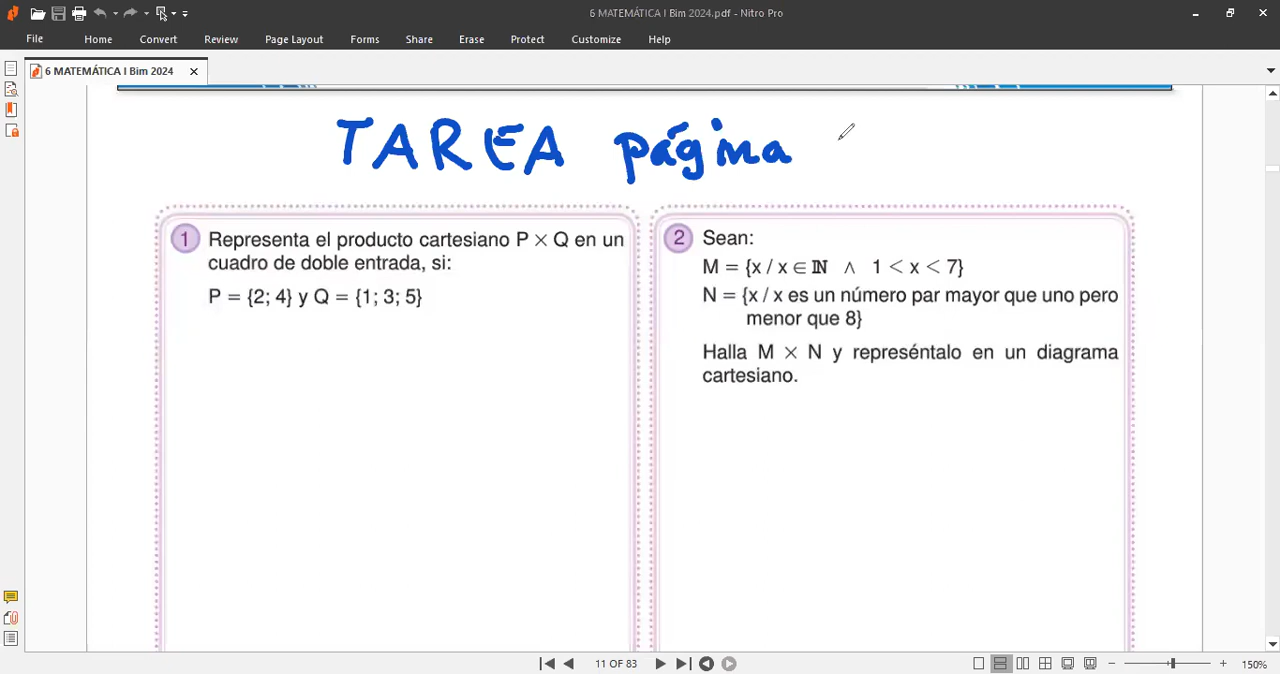 6 MATEMÁTICA I Bim 2024.pdf - Nitro Pro
File Home Convert Review Page Layout Forms Share Erase Protect Customize Help
6 MATEMÁTICA I Bim 2024
TAREA página
1 Representa el producto cartesiano P × Q en un
cuadro de doble entrada, si:
P = {2; 4} y Q = {1; 3; 5}
2 Sean:
M = {x / x ∈ ℕ ∧ 1 < x < 7}
N = {x / x es un número par mayor que uno pero
menor que 8}
Halla M × N y represéntalo en un diagrama
cartesiano.
11 OF 83
150%